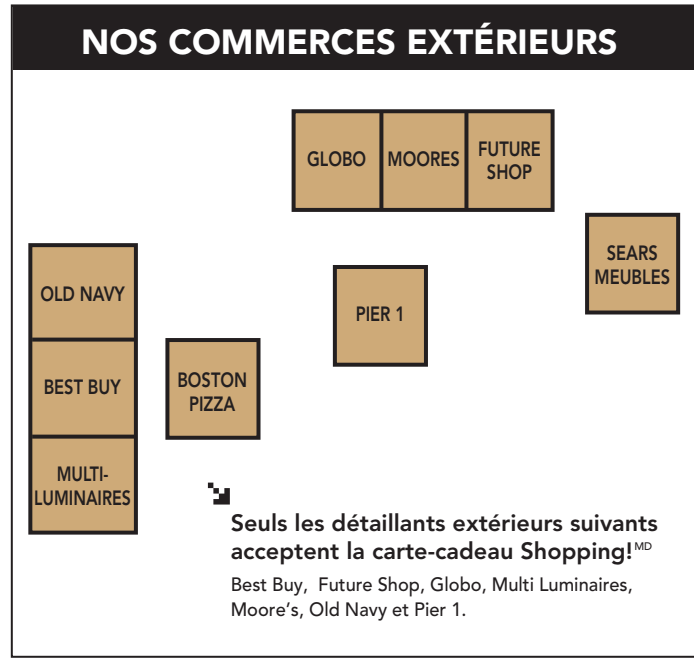 NOS COMMERCES EXTÉRIEURS
GLOBO
MOORES
FUTURE
SHOP
SEARS
MEUBLES
OLD NAVY
PIER 1
BEST BUY
BOSTON
PIZZA
MULTI-
LUMINAIRES
Seuls les détaillants extérieurs suivants
acceptent la carte-cadeau Shopping!MD
Best Buy, Future Shop, Globo, Multi Luminaires,
Moore's, Old Navy et Pier 1.